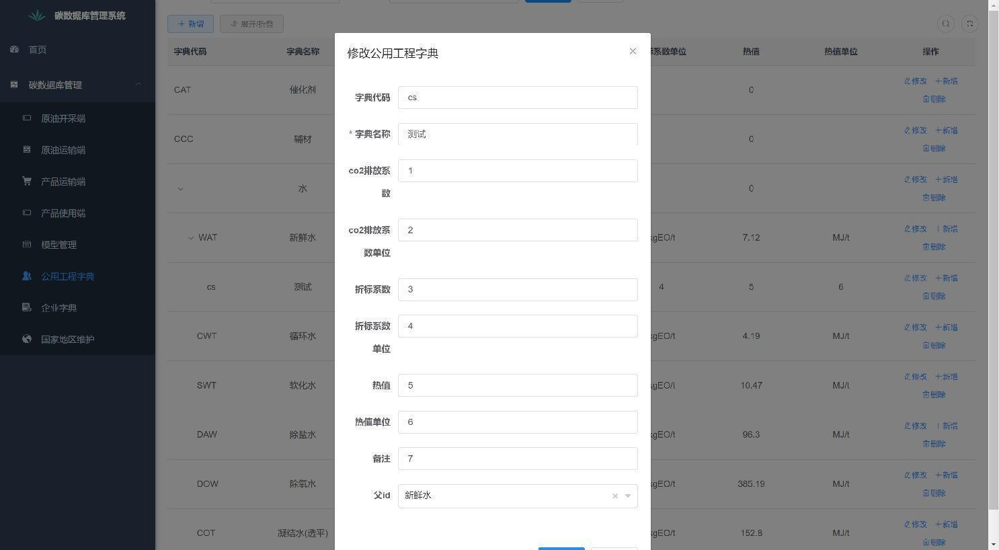 碳数据库管理系统
首页
碳数据库管理
原油开采端
原油运输端
产品运输端
产品使用端
模型管理
公用工程字典
企业字典
国家地区维护
新增
展开/折叠
字典代码
字典名称
系数单位
热值
热值单位
操作
CAT
催化剂
0
修改
新增
删除
CCC
辅材
0
修改
新增
删除
水
0
修改
新增
删除
WAT
新鲜水
kgEO/t
7.12
MJ/t
修改
新增
删除
cs
测试
4
5
6
修改
新增
删除
CWT
循环水
kgEO/t
4.19
MJ/t
修改
新增
删除
SWT
软化水
kgEO/t
10.47
MJ/t
修改
新增
删除
DAW
除盐水
kgEO/t
96.3
MJ/t
修改
新增
删除
DOW
除氧水
kgEO/t
385.19
MJ/t
修改
新增
删除
COT
凝结水(透平)
kgEO/t
152.8
MJ/t
修改
新增
删除
修改公用工程字典
字典代码
cs
* 字典名称
测试
co2排放系
数
1
co2排放系
数单位
2
折标系数
3
折标系数
单位
4
热值
5
热值单位
6
备注
7
父id
新鲜水